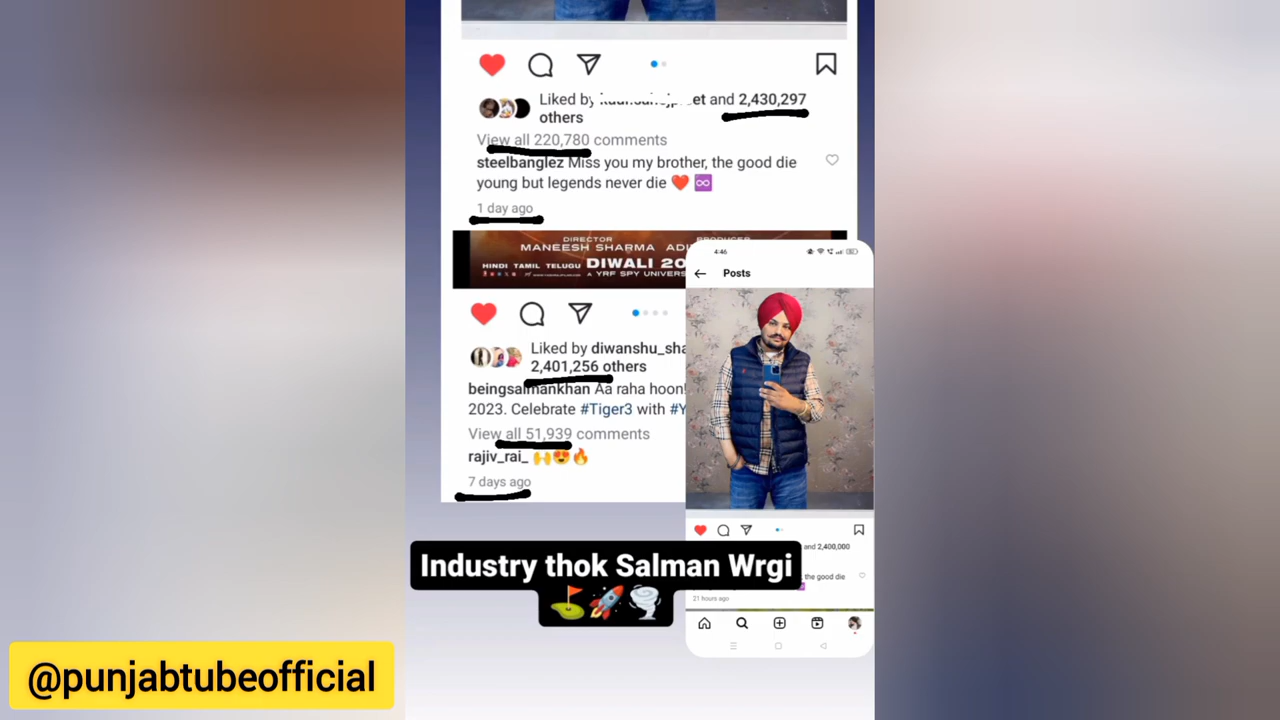 Liked by
et and 2,430,297
others
View all 220,780 comments
steelbanglez Miss you my brother, the good die
young but legends never die ❤️ ♾️
1 day ago
DIRECTOR
PRODUCER
MANEESH SHARMA ADI
HINDI TAMIL TELUGU DIWALI 20
A YRF SPY UNIVERS
Liked by diwanshu_sha
2,401,256 others
beingsalmankhan Aa raha hoon!
2023. Celebrate #Tiger3 with #Y
View all 51,939 comments
rajiv_rai_ 🙌😍🔥
7 days ago
4:46
Posts
and 2,400,000
the good die
21 hours ago
Industry thok Salman Wrgi
⛳🚀🌪️
@punjabtubeofficial